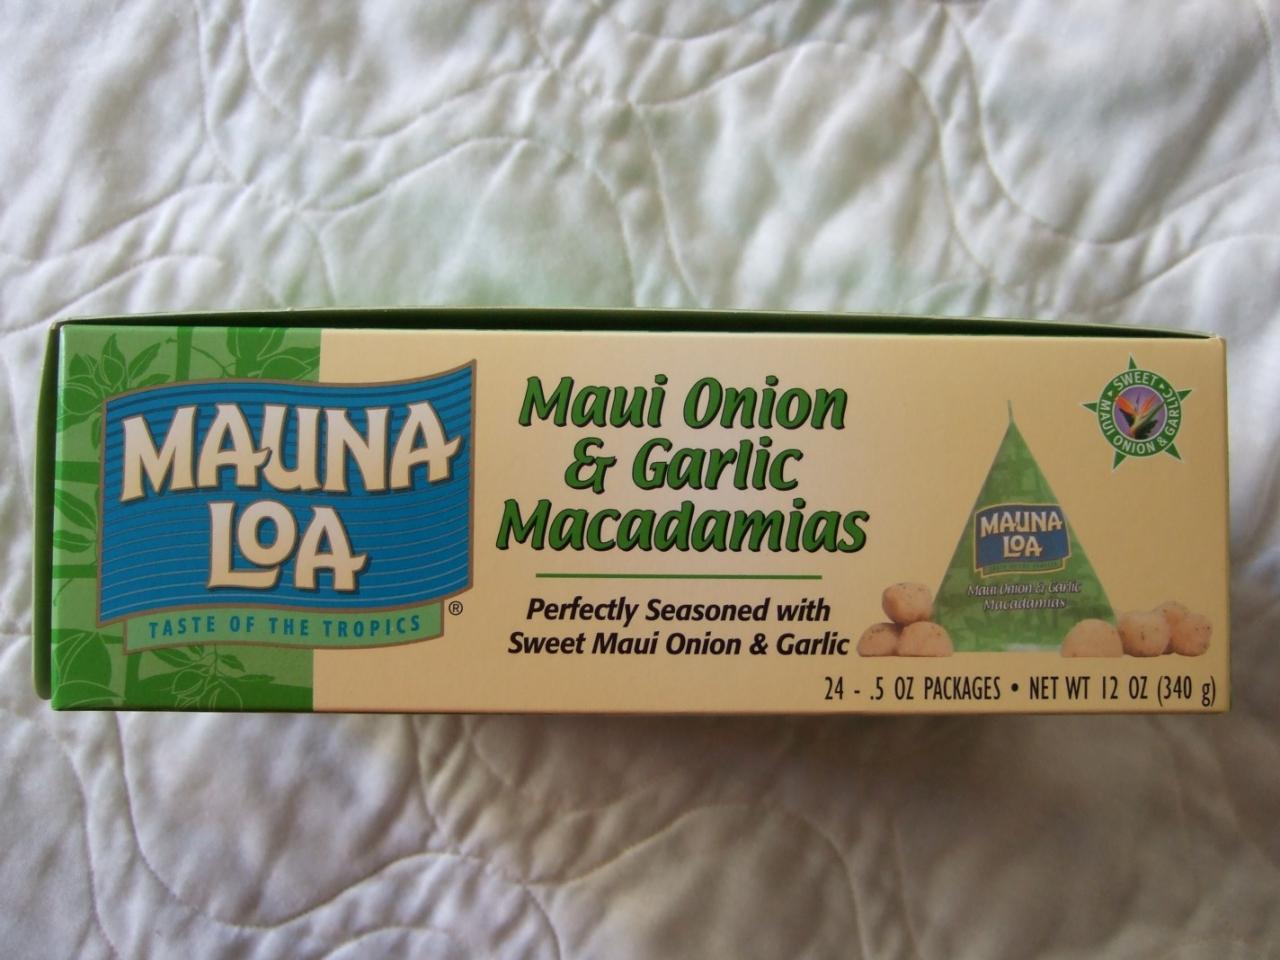 MAUNA
LOA
®
TASTE OF THE TROPICS
Maui Onion
& Garlic
Macadamias
Perfectly Seasoned with
Sweet Maui Onion & Garlic
MAUNA
LOA
Maui Onion & Garlic
Macadamias
SWEET
MAUI ONION & GARLIC
24 - .5 OZ PACKAGES • NET WT 12 OZ (340 g)